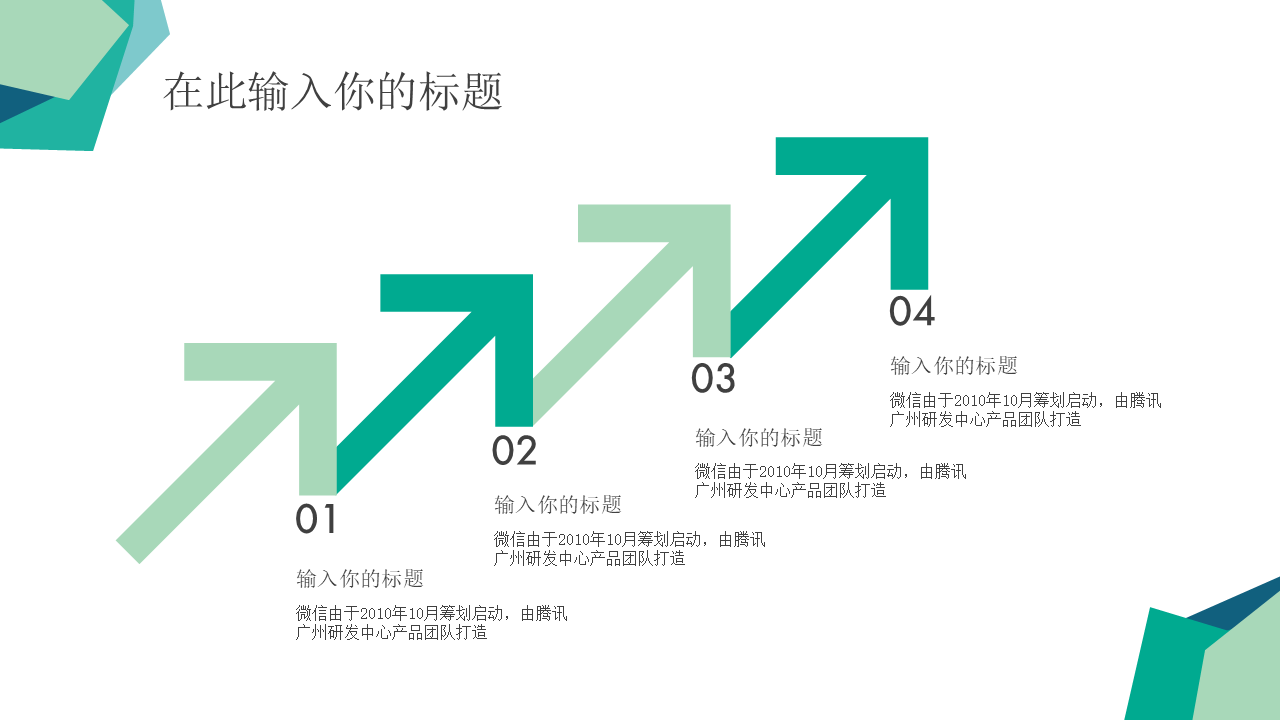 在此输入你的标题
01
输入你的标题
微信由于2010年10月筹划启动，由腾讯
广州研发中心产品团队打造
02
输入你的标题
微信由于2010年10月筹划启动，由腾讯
广州研发中心产品团队打造
03
输入你的标题
微信由于2010年10月筹划启动，由腾讯
广州研发中心产品团队打造
04
输入你的标题
微信由于2010年10月筹划启动，由腾讯
广州研发中心产品团队打造